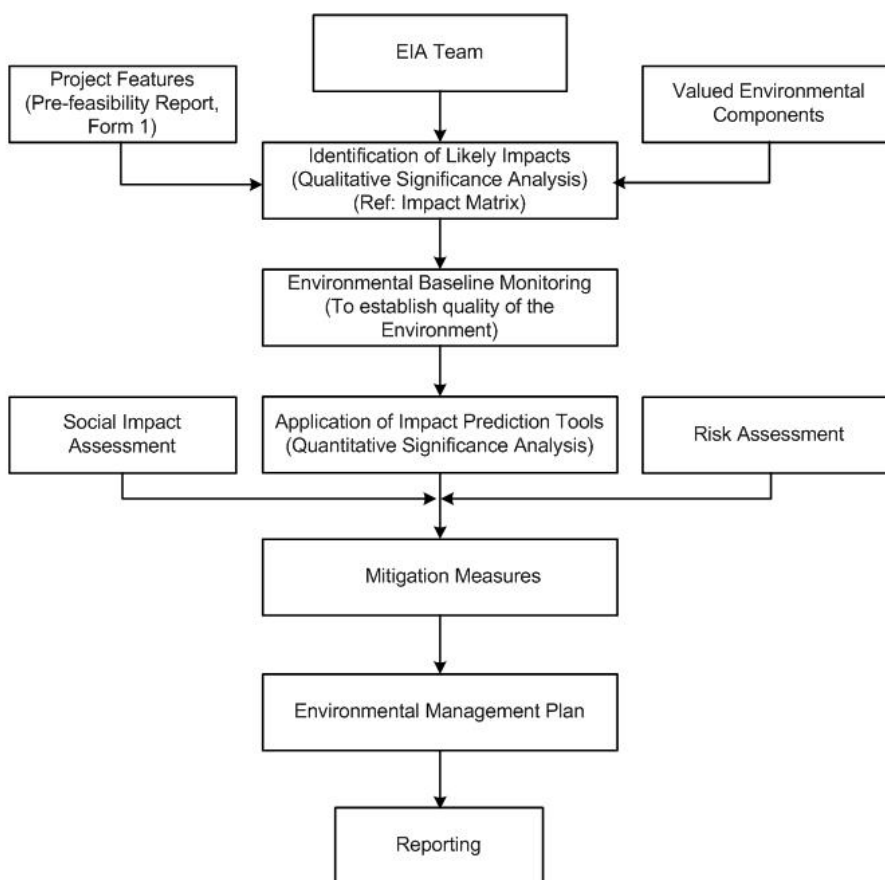 EIA Team
Project Features
(Pre-feasibility Report,
Form 1)
Valued Environmental
Components
Identification of Likely Impacts
(Qualitative Significance Analysis)
(Ref: Impact Matrix)
Environmental Baseline Monitoring
(To establish quality of the
Environment)
Social Impact
Assessment
Application of Impact Prediction Tools
(Quantitative Significance Analysis)
Risk Assessment
Mitigation Measures
Environmental Management Plan
Reporting